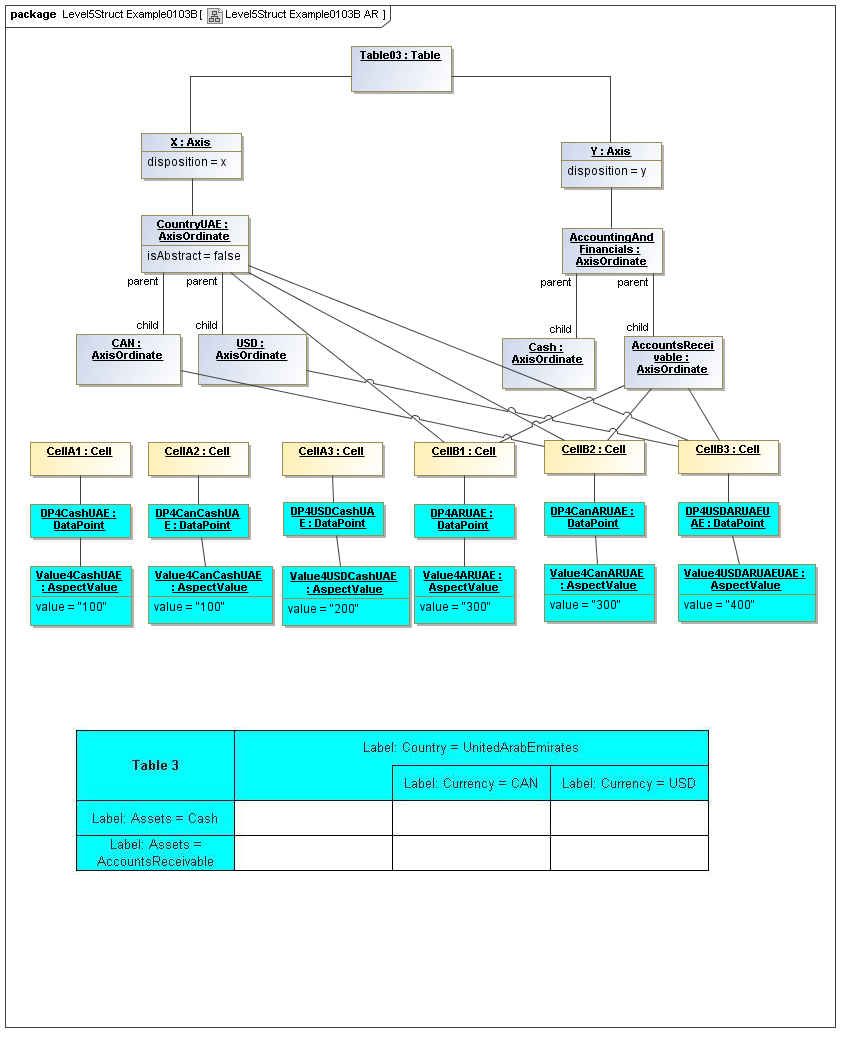 package Level5Struct Example0103B [ Level5Struct Example0103B AR ]
Table03 : Table
X : Axis
disposition = x
Y : Axis
disposition = y
CountryUAE :
AxisOrdinate
isAbstract = false
AccountingAnd
Financials :
AxisOrdinate
parent
parent
parent
parent
child
child
child
child
CAN :
AxisOrdinate
USD :
AxisOrdinate
Cash :
AxisOrdinate
AccountsRecei
vable :
AxisOrdinate
CellA1 : Cell
CellA2 : Cell
CellA3 : Cell
CellB1 : Cell
CellB2 : Cell
CellB3 : Cell
DP4CashUAE :
DataPoint
DP4CanCashUA
E : DataPoint
DP4USDCashUA
E : DataPoint
DP4ARUAE :
DataPoint
DP4CanARUAE :
DataPoint
DP4USDARUAEU
AE : DataPoint
Value4CashUAE
: AspectValue
value = "100"
Value4CanCashUAE
: AspectValue
value = "100"
Value4USDCashUAE
: AspectValue
value = "200"
Value4ARUAE :
AspectValue
value = "300"
Value4CanARUAE
: AspectValue
value = "300"
Value4USDARUAEUAE :
AspectValue
value = "400"
Table 3
Label: Country = UnitedArabEmirates
Label: Currency = CAN
Label: Currency = USD
Label: Assets = Cash
Label: Assets =
AccountsReceivable